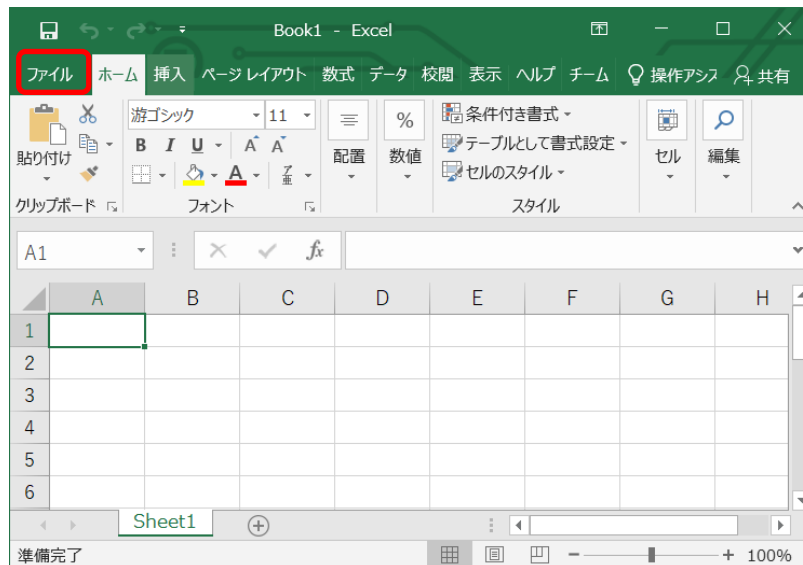 Book1 - Excel
ファイル ホーム 挿入 ページ レイアウト 数式 データ 校閲 表示 ヘルプ チーム 操作アシス 共有
游ゴシック 11 % 条件付き書式
B I U A A 亜 テーブルとして書式設定
貼り付け 配置 数値 セルのスタイル セル 編集
クリップボード フォント スタイル
A1 fx
A B C D E F G H
1
2
3
4
5
6
Sheet1
準備完了 100%